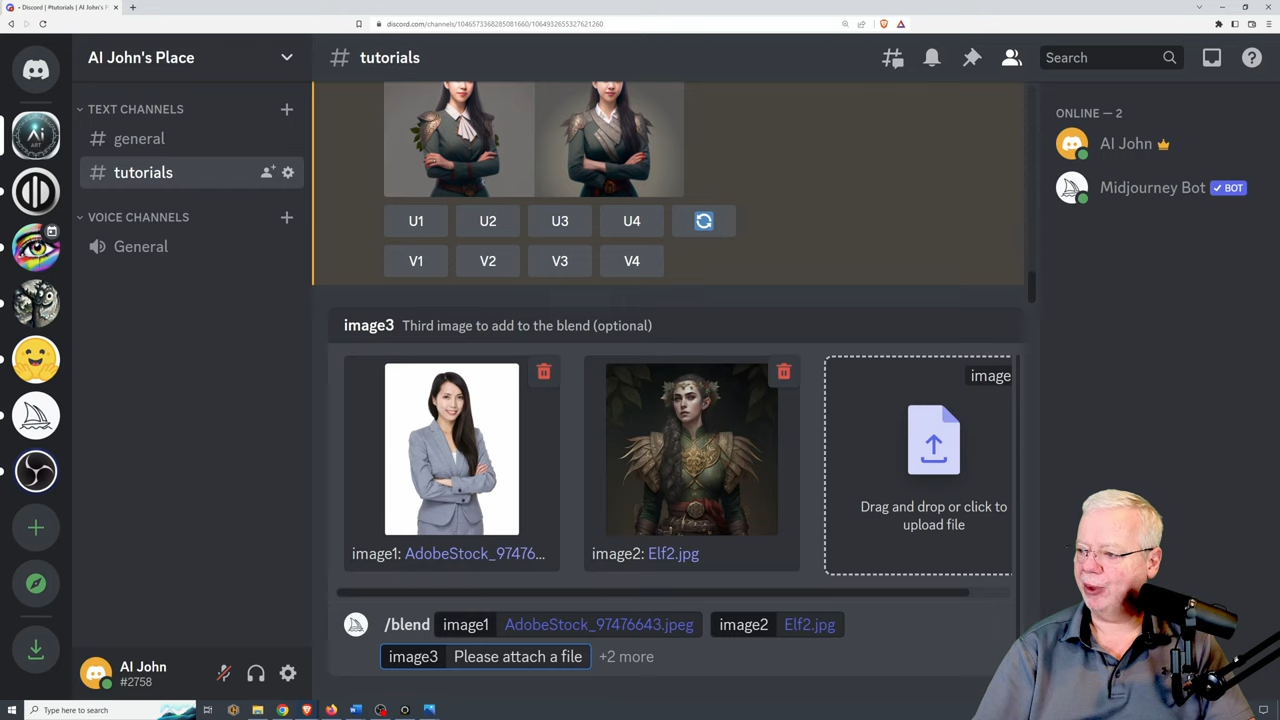 • Discord | #tutorials | AI John's P
discord.com/channels/1046573368285081660/1064932655327621260
AI John's Place
tutorials
Search
TEXT CHANNELS
general
tutorials
VOICE CHANNELS
General
U1 U2 U3 U4
V1 V2 V3 V4
ONLINE — 2
AI John
Midjourney Bot ✓ BOT
image3 Third image to add to the blend (optional)
image
Drag and drop or click to
upload file
image1: AdobeStock_97476...
image2: Elf2.jpg
/blend image1 AdobeStock_97476643.jpeg image2 Elf2.jpg
image3 Please attach a file +2 more
AI John
#2758
Type here to search